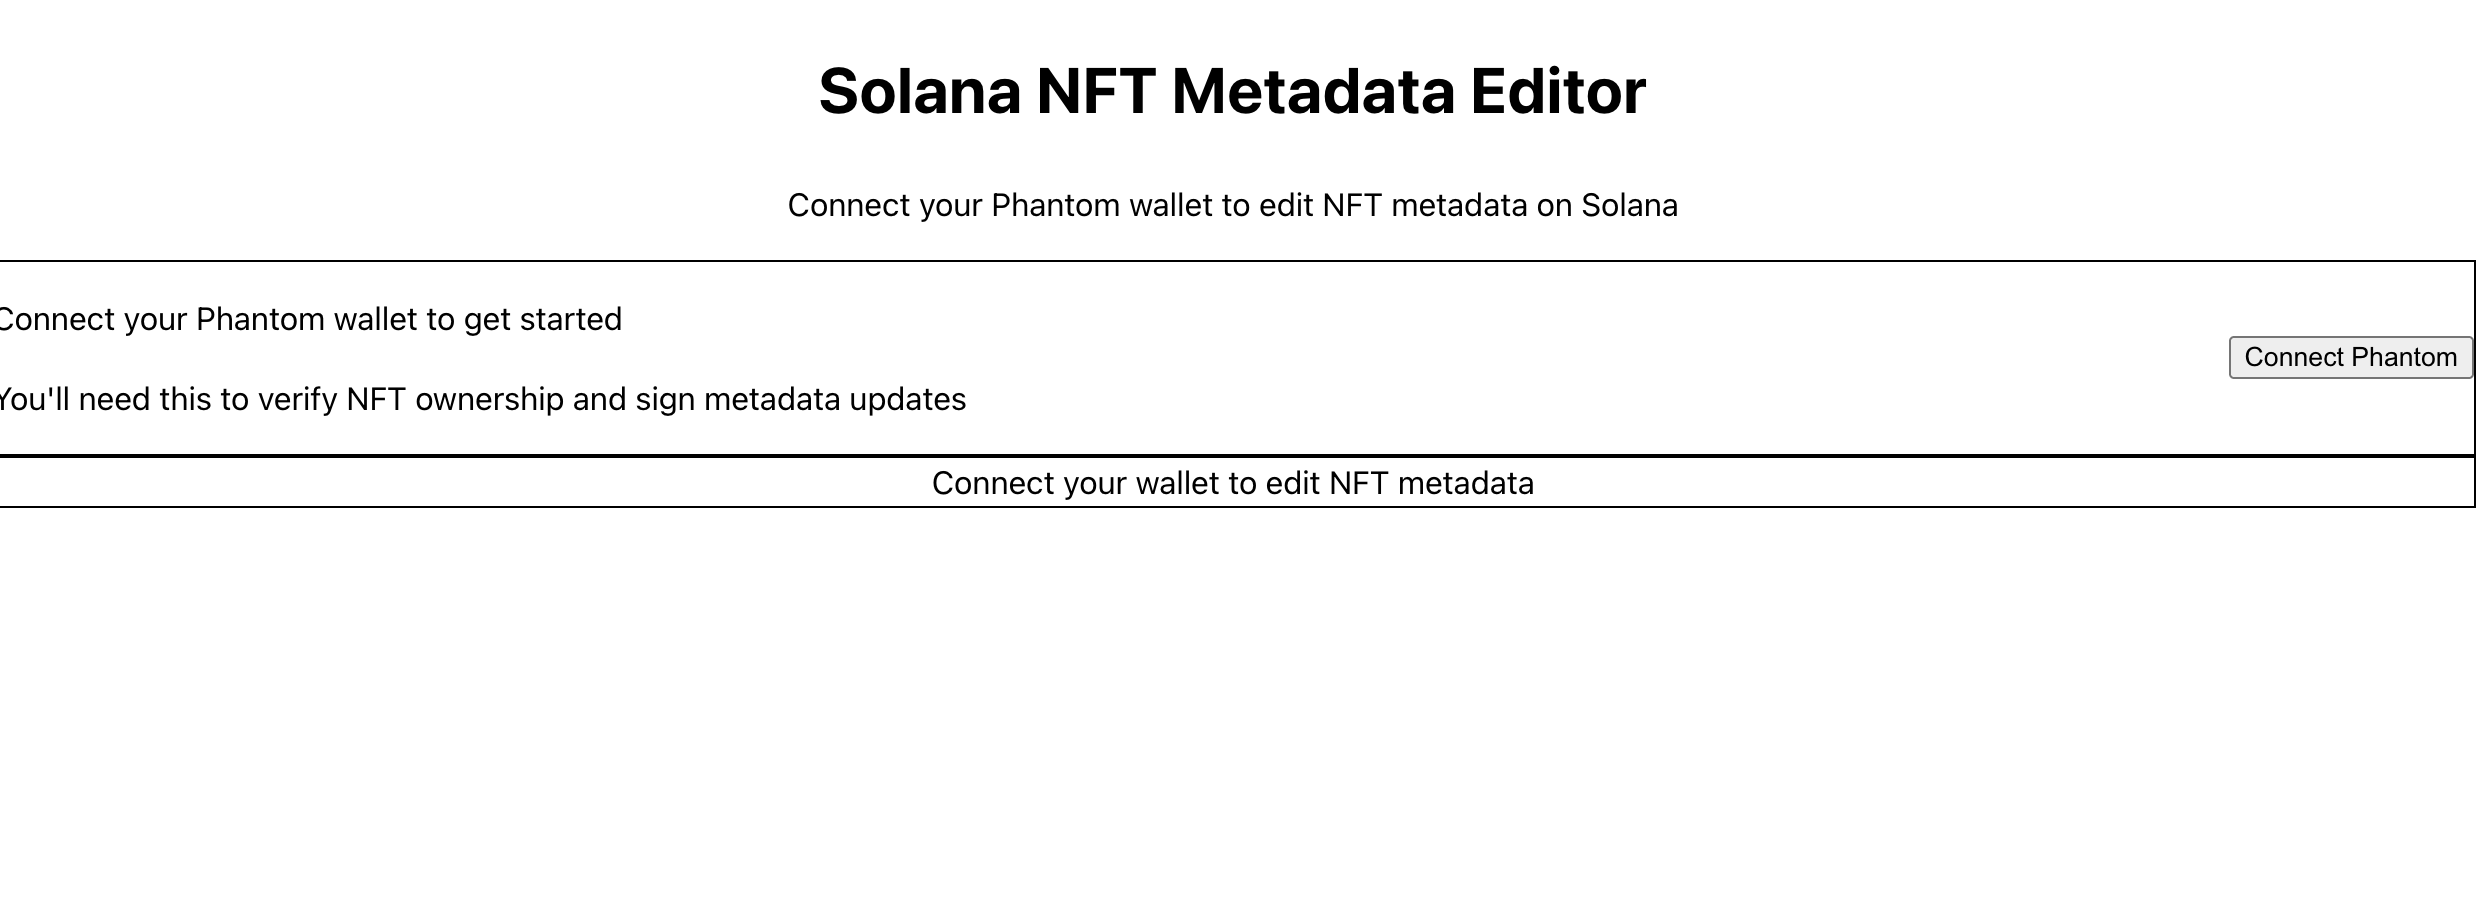 Solana NFT Metadata Editor
Connect your Phantom wallet to edit NFT metadata on Solana
Connect your Phantom wallet to get started
Connect Phantom
You'll need this to verify NFT ownership and sign metadata updates
Connect your wallet to edit NFT metadata